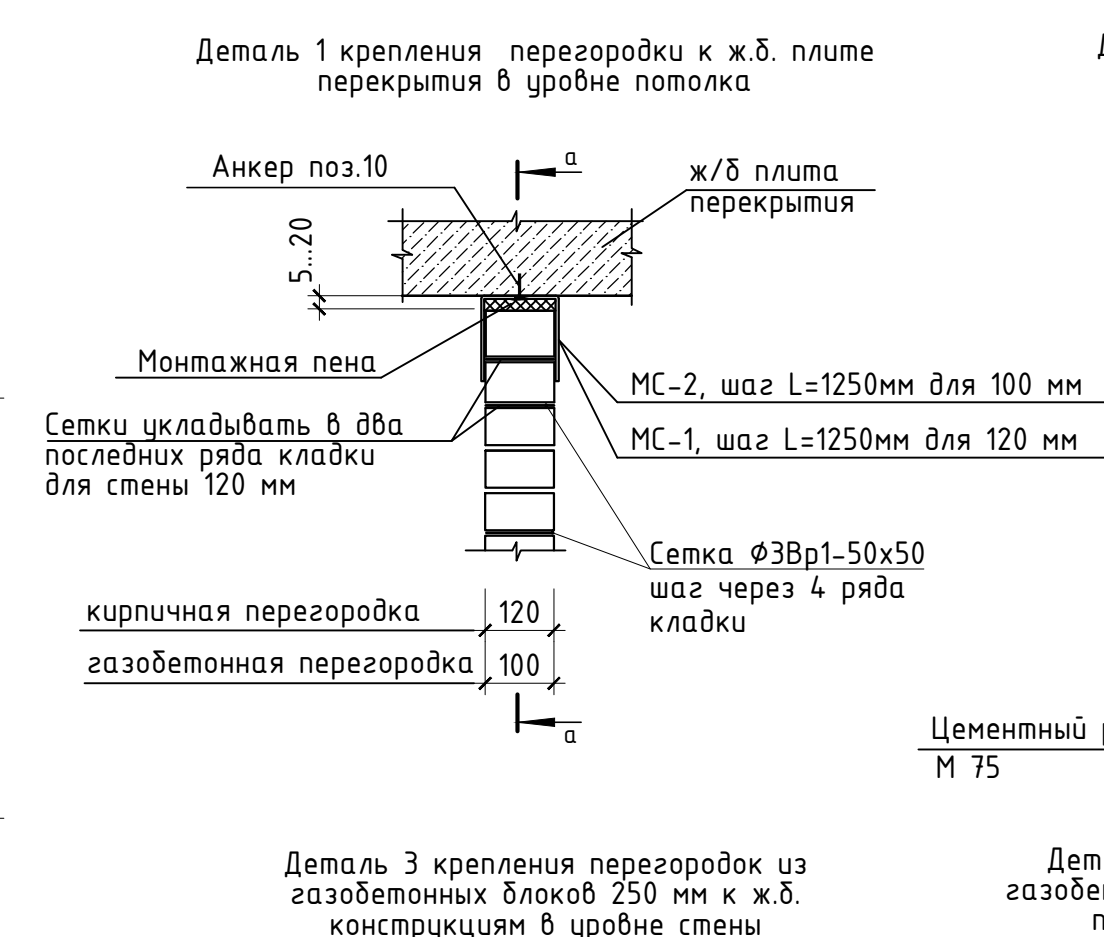 Деталь 1 крепления перегородки к ж.б. плите
перекрытия в уровне потолка
Анкер поз.10
а
ж/б плита
перекрытия
5...20
Монтажная пена
МС-2, шаг L=1250мм для 100 мм
Сетки укладывать в два
последних ряда кладки
для стены 120 мм
МС-1, шаг L=1250мм для 120 мм
Сетка Ф3Вр1-50х50
шаг через 4 ряда
кладки
кирпичная перегородка 120
газобетонная перегородка 100
а
Цементный
М 75
Деталь 3 крепления перегородок из
газобетонных блоков 250 мм к ж.б.
конструкциям в уровне стены